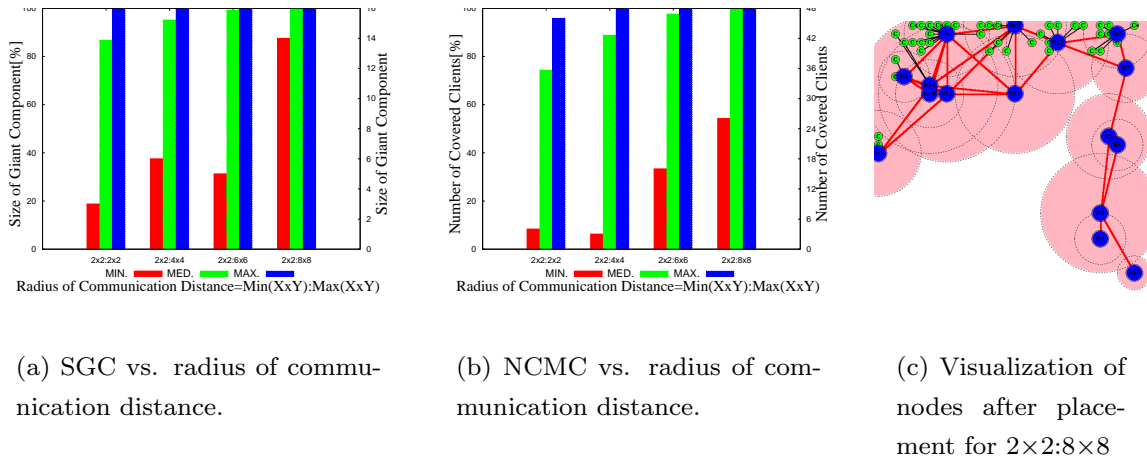 100
80
60
40
20
0
16
14
12
10
8
6
4
2
0
Size of Giant Component[%]
Size of Giant Component
2x2:2x2 2x2:4x4 2x2:6x6 2x2:8x8
MIN. MED. MAX.
Radius of Communication Distance=Min(XxY):Max(XxY)
100
80
60
40
20
0
48
42
36
30
24
18
12
6
0
Number of Covered Clients[%]
Number of Covered Clients
2x2:2x2 2x2:4x4 2x2:6x6 2x2:8x8
MIN. MED. MAX.
Radius of Communication Distance=Min(XxY):Max(XxY)
(a) SGC vs. radius of commu-
nication distance.
(b) NCMC vs. radius of com-
munication distance.
(c) Visualization of
nodes after place-
ment for 2×2:8×8